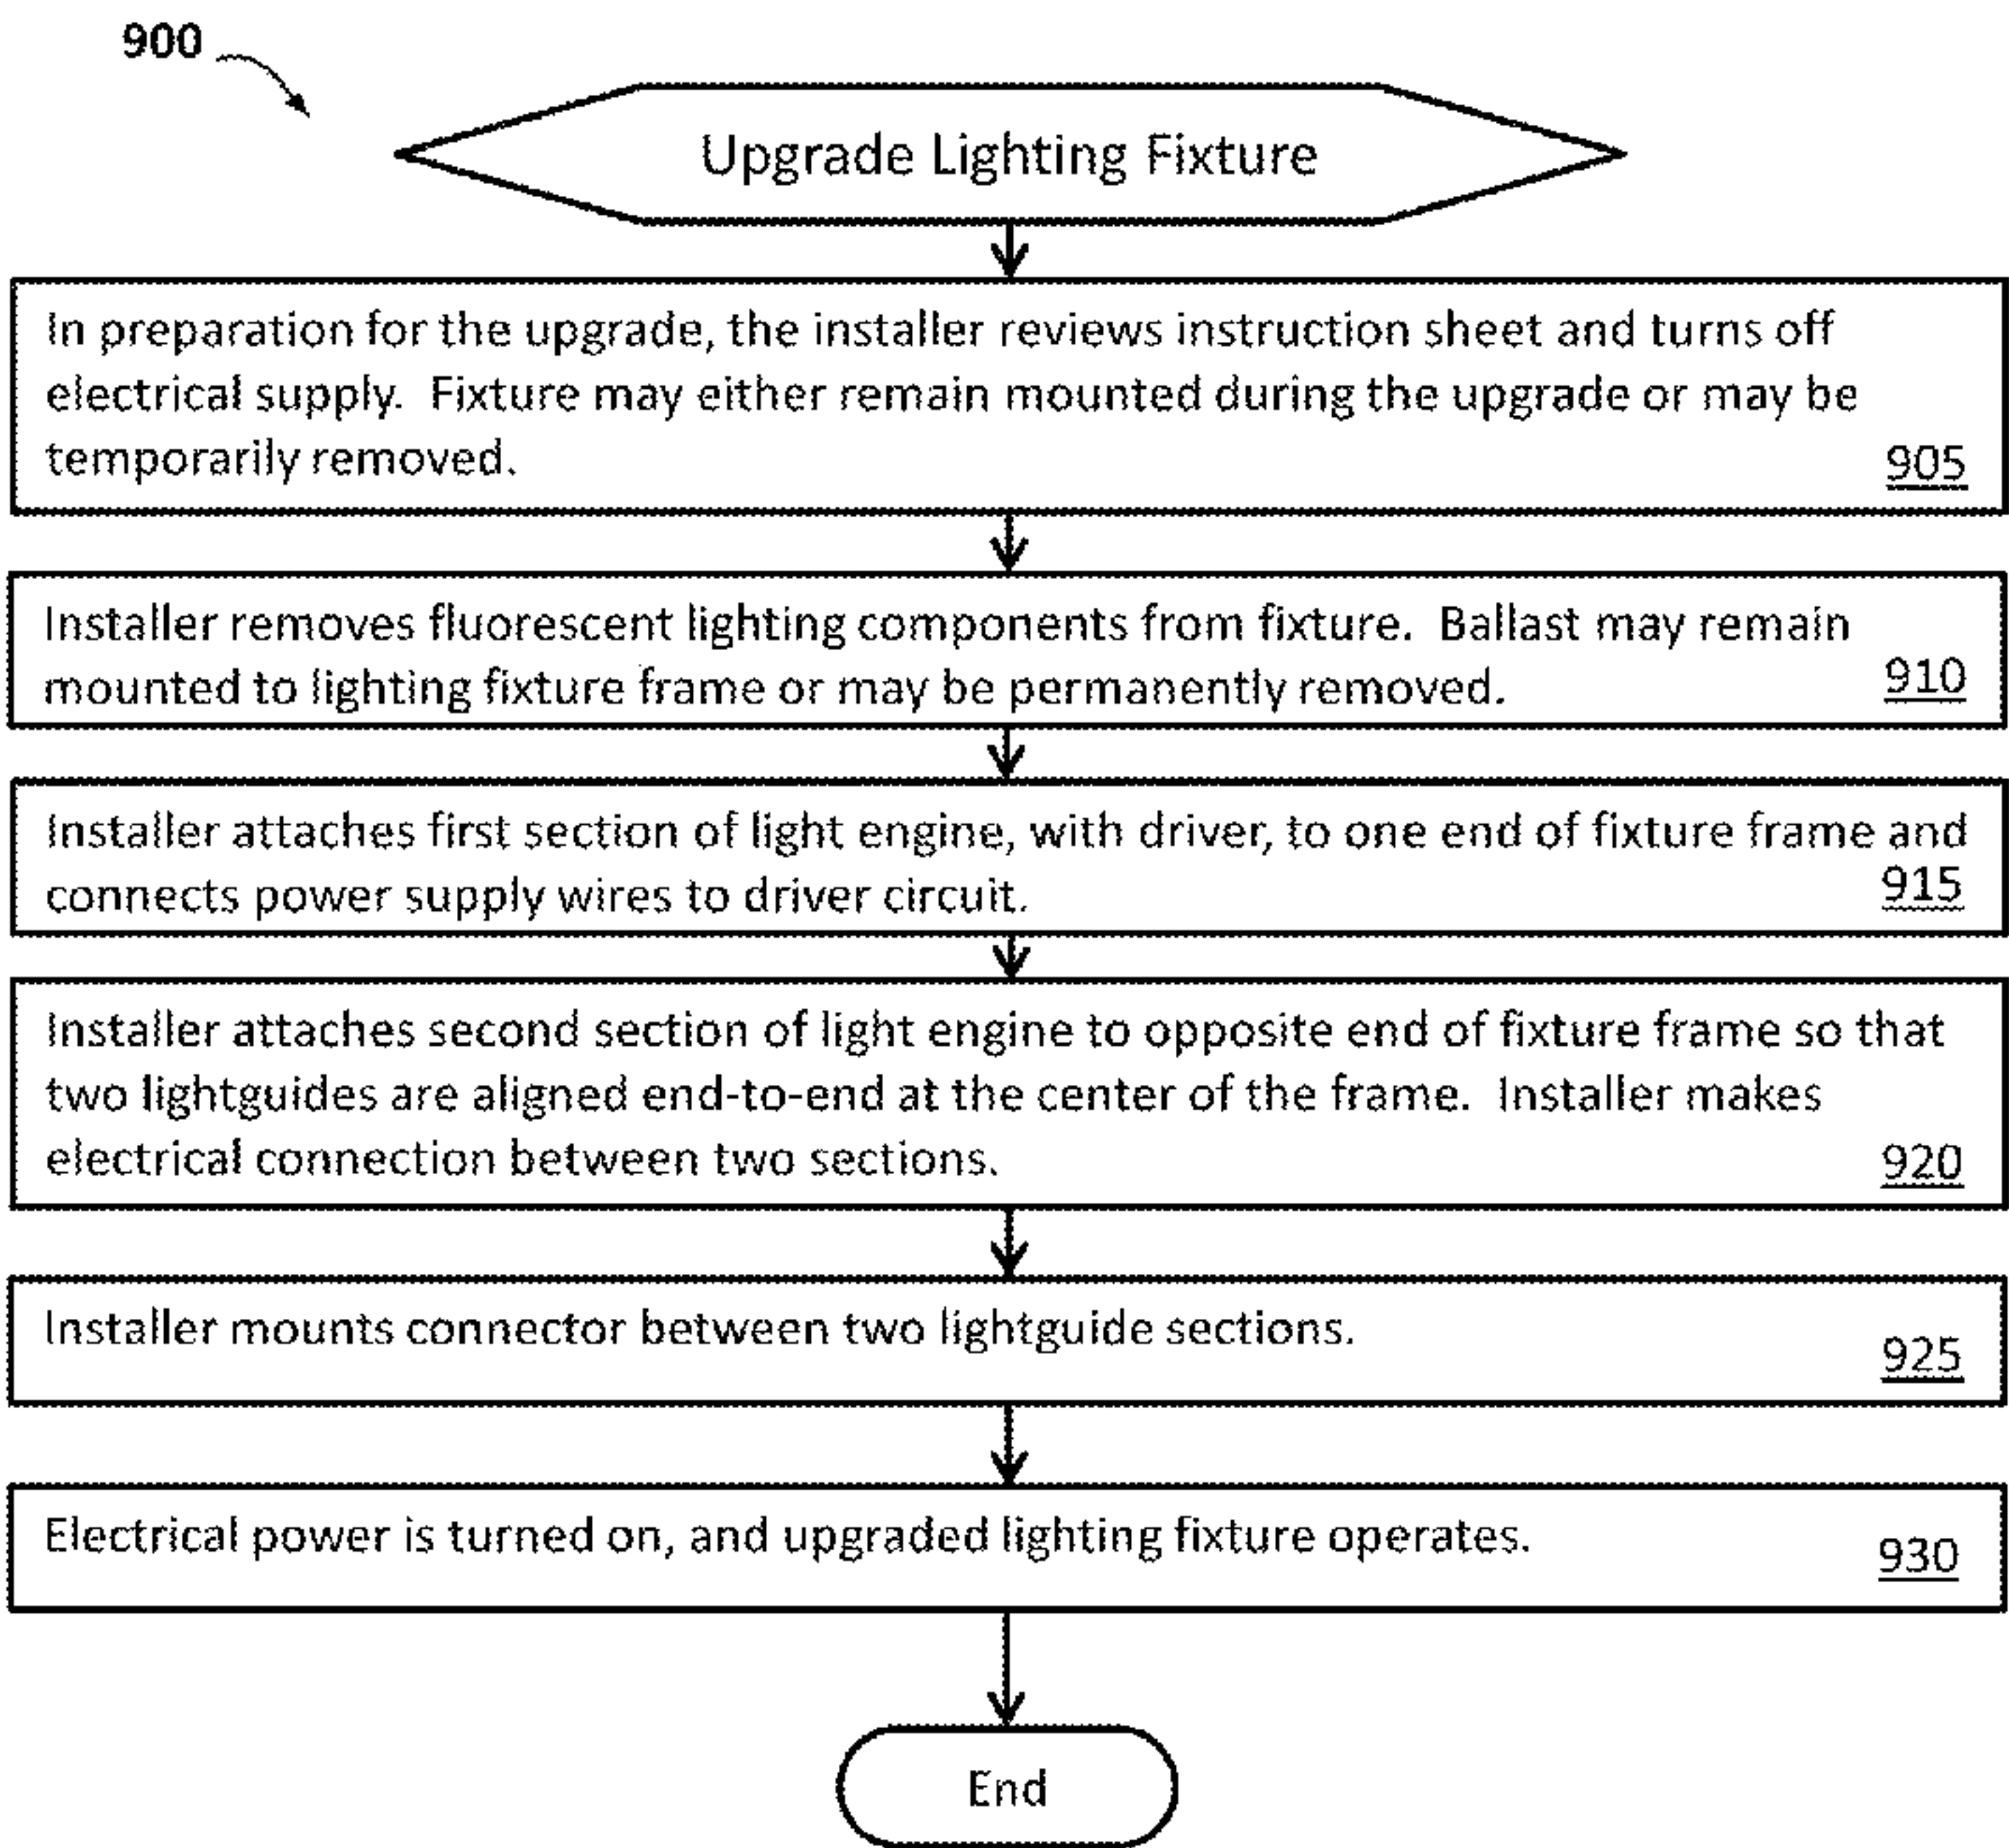 900
Upgrade Lighting Fixture
In preparation for the upgrade, the installer reviews instruction sheet and turns off
electrical supply. Fixture may either remain mounted during the upgrade or may be
temporarily removed.
905
Installer removes fluorescent lighting components from fixture. Ballast may remain
mounted to lighting fixture frame or may be permanently removed.
910
Installer attaches first section of light engine, with driver, to one end of fixture frame and
connects power supply wires to driver circuit.
915
Installer attaches second section of light engine to opposite end of fixture frame so that
two lightguides are aligned end-to-end at the center of the frame. Installer makes
electrical connection between two sections.
920
Installer mounts connector between two lightguide sections.
925
Electrical power is turned on, and upgraded lighting fixture operates.
930
End